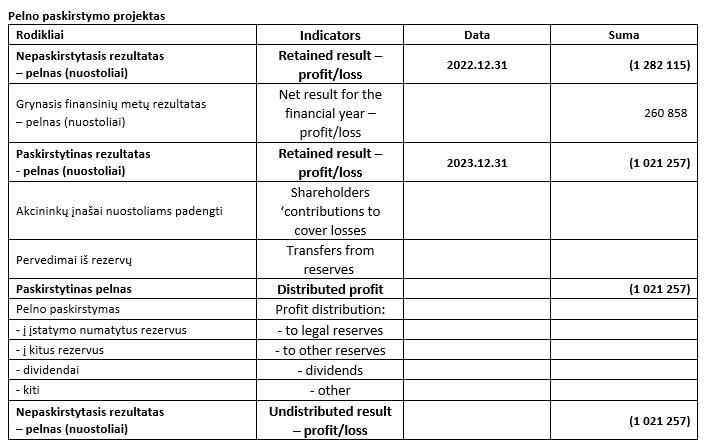 Pelno paskirstymo projektas
Rodikliai Indicators Data Suma
Nepaskirstytasis rezultatas
– pelnas (nuostoliai)
Retained result –
profit/loss
2022.12.31
(1 282 115)
Grynasis finansinių metų rezultatas
– pelnas (nuostoliai)
Net result for the
financial year –
profit/loss
260 858
Paskirstytinas rezultatas
- pelnas (nuostoliai)
Retained result –
profit/loss
2023.12.31
(1 021 257)
Akcininkų įnašai nuostoliams padengti
Shareholders
‘contributions to
cover losses
Pervedimai iš rezervų
Transfers from
reserves
Paskirstytinas pelnas Distributed profit (1 021 257)
Pelno paskirstymas Profit distribution:
- į įstatymo numatytus rezervus - to legal reserves
- į kitus rezervus - to other reserves
- dividendai - dividends
- kiti - other
Nepaskirstytasis rezultatas
– pelnas (nuostoliai)
Undistributed result
– profit/loss
(1 021 257)